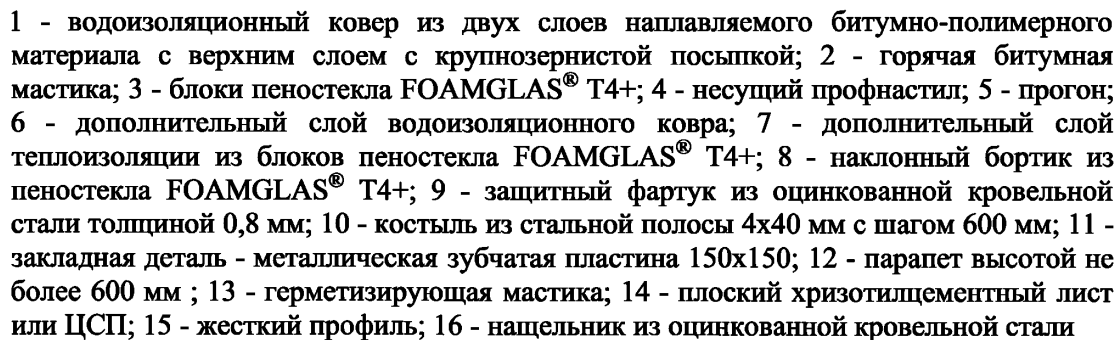 1 - водоизоляционный ковер из двух слоев наплавляемого битумно-полимерного
материала с верхним слоем с крупнозернистой посыпкой; 2 - горячая битумная
мастика; 3 - блоки пеностекла FOAMGLAS® T4+; 4 - несущий профнастил; 5 - прогон;
6 - дополнительный слой водоизоляционного ковра; 7 - дополнительный слой
теплоизоляции из блоков пеностекла FOAMGLAS® T4+; 8 - наклонный бортик из
пеностекла FOAMGLAS® T4+; 9 - защитный фартук из оцинкованной кровельной
стали толщиной 0,8 мм; 10 - костыль из стальной полосы 4х40 мм с шагом 600 мм; 11 -
закладная деталь - металлическая зубчатая пластина 150х150; 12 - парапет высотой не
более 600 мм ; 13 - герметизирующая мастика; 14 - плоский хризотилцементный лист
или ЦСП; 15 - жесткий профиль; 16 - нащельник из оцинкованной кровельной стали